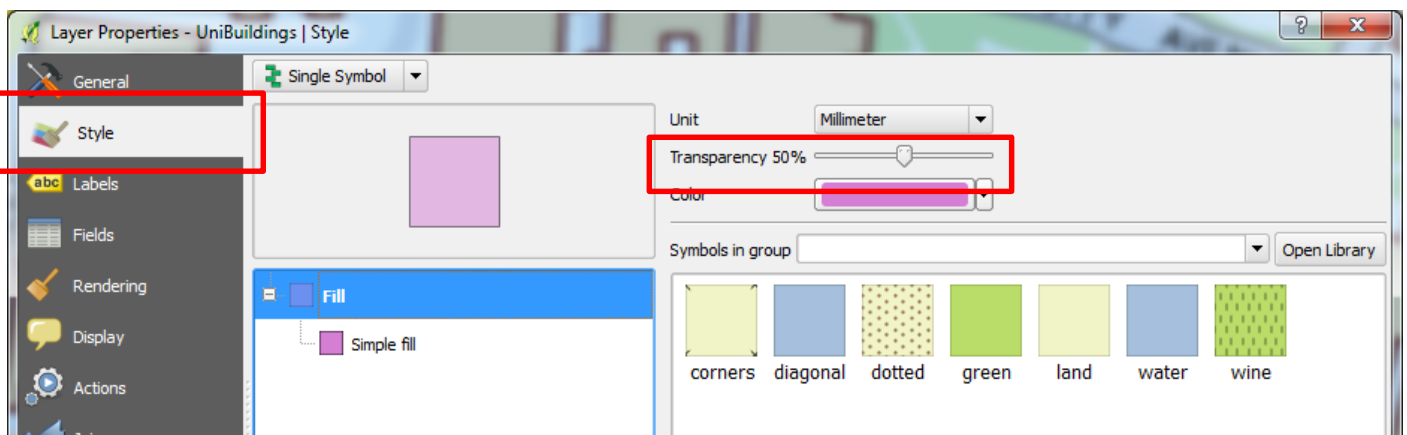 Layer Properties - UniBuildings | Style
General
Style
abc Labels
Fields
Rendering
Display
Actions
Single Symbol
Unit Millimeter
Transparency 50%
Color
Symbols in group Open Library
Fill
Simple fill
corners diagonal dotted green land water wine